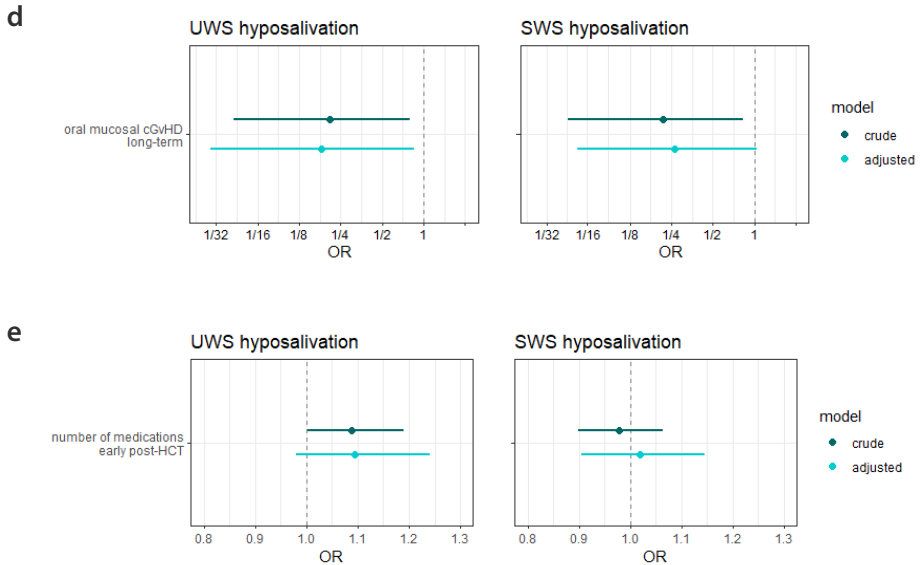 d
UWS hyposalivation
SWS hyposalivation
oral mucosal cGvHD
long-term
model
crude
adjusted
1/32 1/16 1/8 1/4 1/2 1
1/32 1/16 1/8 1/4 1/2 1
OR
OR
e
UWS hyposalivation
SWS hyposalivation
number of medications
early post-HCT
model
crude
adjusted
0.8 0.9 1.0 1.1 1.2 1.3
0.8 0.9 1.0 1.1 1.2 1.3
OR
OR